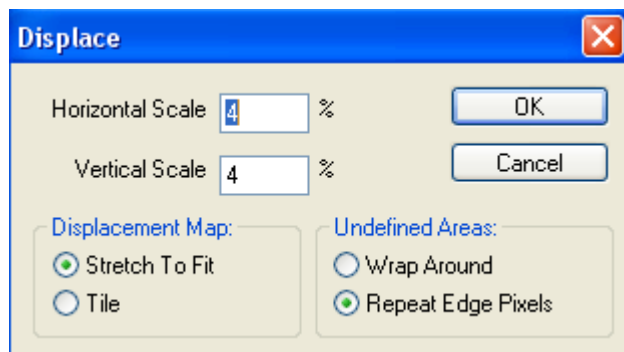 Displace
Horizontal Scale 4 %
OK
Vertical Scale 4 %
Cancel
Displacement Map:
Stretch To Fit
Tile
Undefined Areas:
Wrap Around
Repeat Edge Pixels